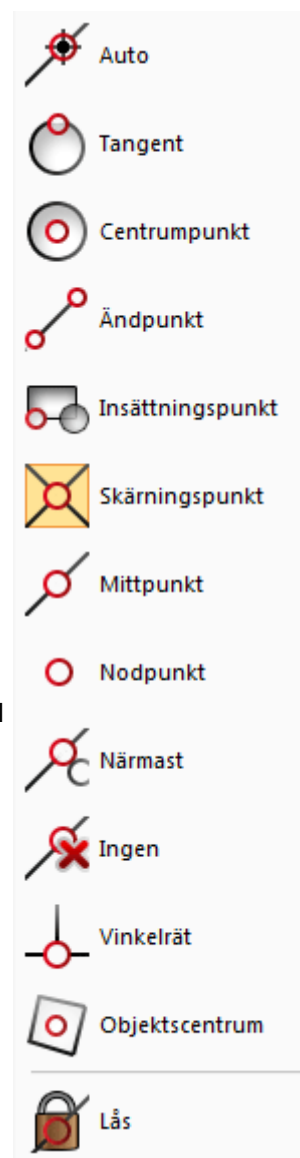 Auto
Tangent
Centrumpunkt
Ändpunkt
Insättningspunkt
Skärningspunkt
Mittpunkt
Nodpunkt
Närmast
Ingen
Vinkelrät
Objektscentrum
Lås